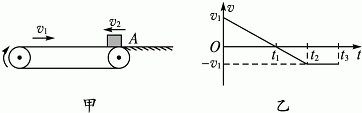 v₁
v₂
A
甲
v
v₁
O
t₁
t₂
t₃
t
-v₁
乙